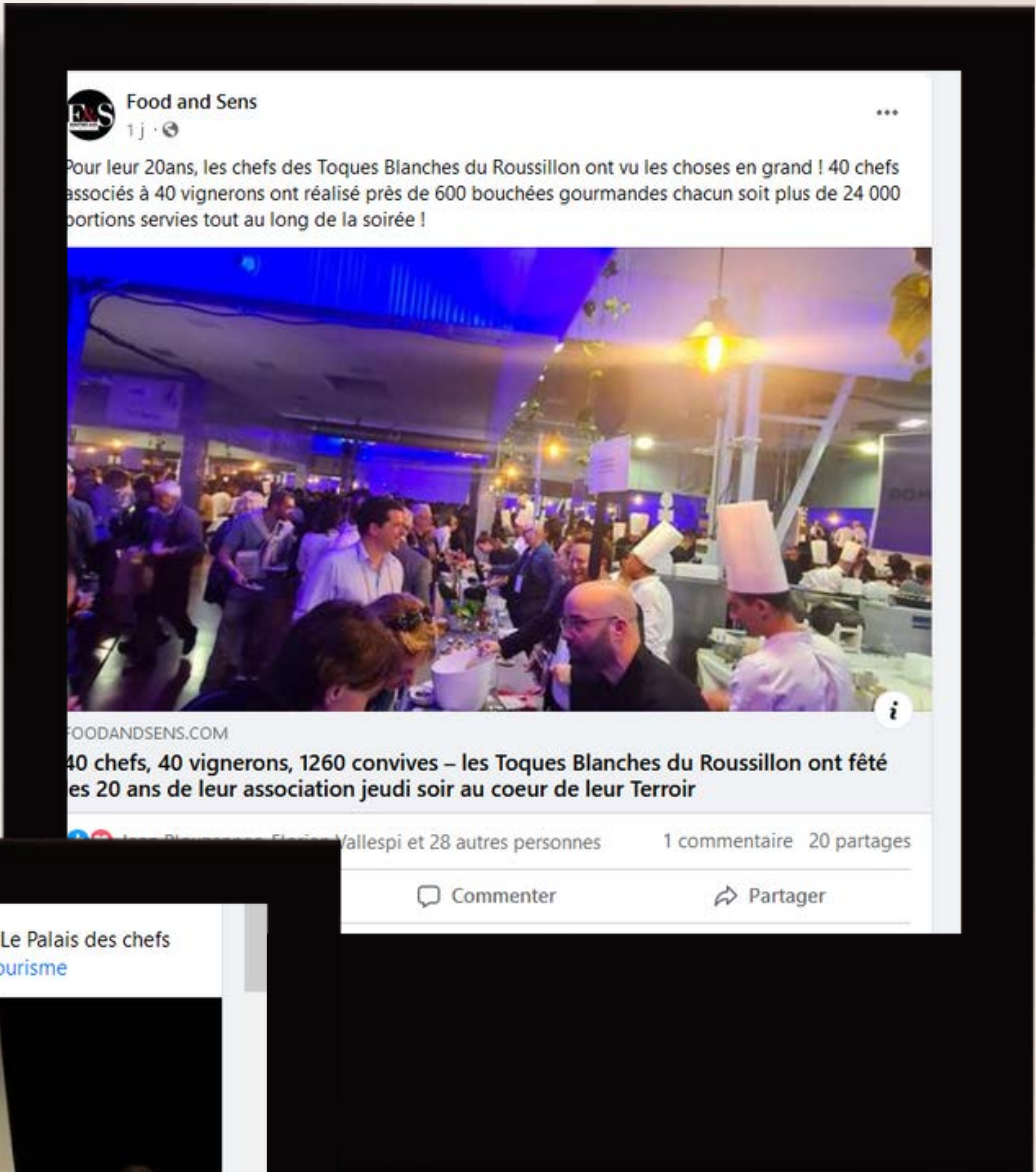 F&S
Food and Sens
1 j
Pour leur 20ans, les chefs des Toques Blanches du Roussillon ont vu les choses en grand ! 40 chefs
associés à 40 vignerons ont réalisé près de 600 bouchées gourmandes chacun soit plus de 24 000
portions servies tout au long de la soirée !
FOODANDSENS.COM
40 chefs, 40 vignerons, 1260 convives – les Toques Blanches du Roussillon ont fêté
les 20 ans de leur association jeudi soir au coeur de leur Terroir
Vallespi et 28 autres personnes 1 commentaire 20 partages
Commenter Partager
Le Palais des chefs
ourisme